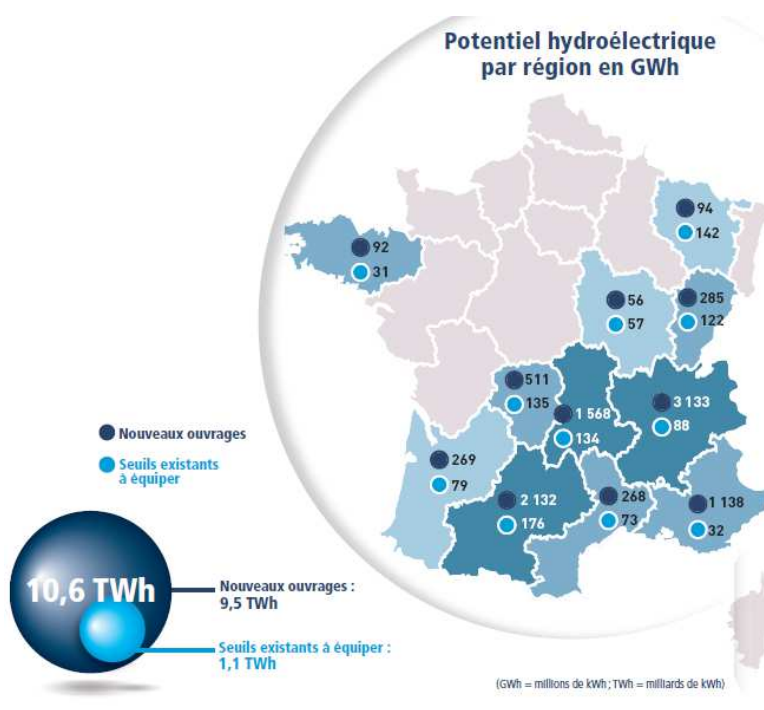 Potentiel hydroélectrique
par région en GWh
94
142
92
31
56
57
285
122
511
135
1 568
134
3 133
88
Nouveaux ouvrages
Seuils existants
à équiper
269
79
2 132
176
268
73
1 138
32
10,6 TWh
Nouveaux ouvrages :
9,5 TWh
Seuils existants à équiper :
1,1 TWh
(GWh = millions de kWh ; TWh = milliards de kWh)